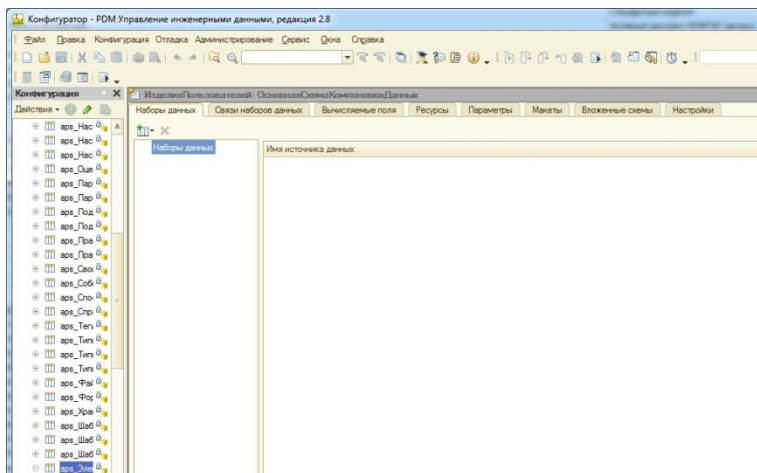 Конфигуратор - PDM Управление инженерными данными, редакция 2.8
Файл Правка Конфигурация Отладка Администрирование Сервис Окна Справка
Конфигурация
ИзделияПользователей: ОсновнаяСхемаКомпоновкиДанных
Действия
Наборы данных Связи наборов данных Вычисляемые поля Ресурсы Параметры Макеты Вложенные схемы Настройки
Наборы данных
Имя источника данных
aps_Нас
aps_Нас
aps_Нас
aps_Оце
aps_Пар
aps_Пар
aps_Под
aps_Под
aps_Пра
aps_Пра
aps_Сво
aps_Соб
aps_Спо
aps_Спр
aps_Тег
aps_Тип
aps_Тип
aps_Тип
aps_Фай
aps_Фор
aps_Хра
aps_Шаб
aps_Шаб
aps_Шаб
aps_Эле